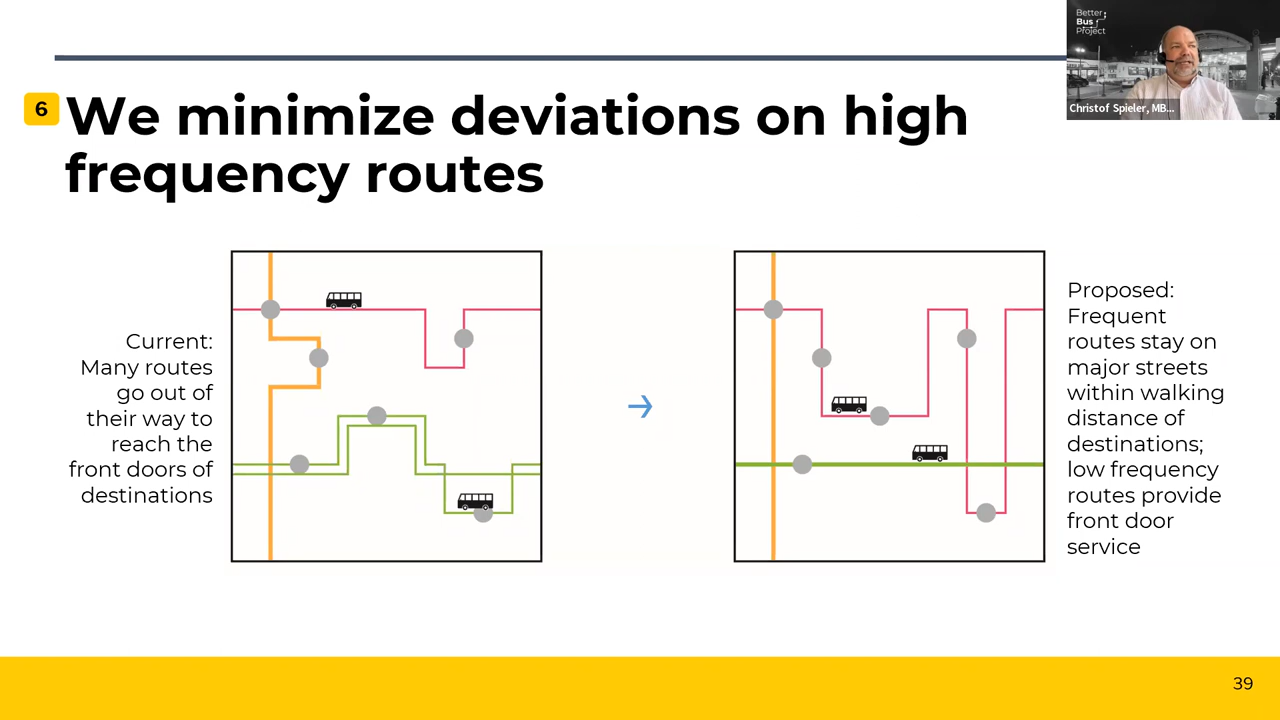 Better
Bus
Project
Christof Spieler, MB...
6
We minimize deviations on high
frequency routes
Current:
Many routes
go out of
their way to
reach the
front doors of
destinations
→
Proposed:
Frequent
routes stay on
major streets
within walking
distance of
destinations;
low frequency
routes provide
front door
service
39